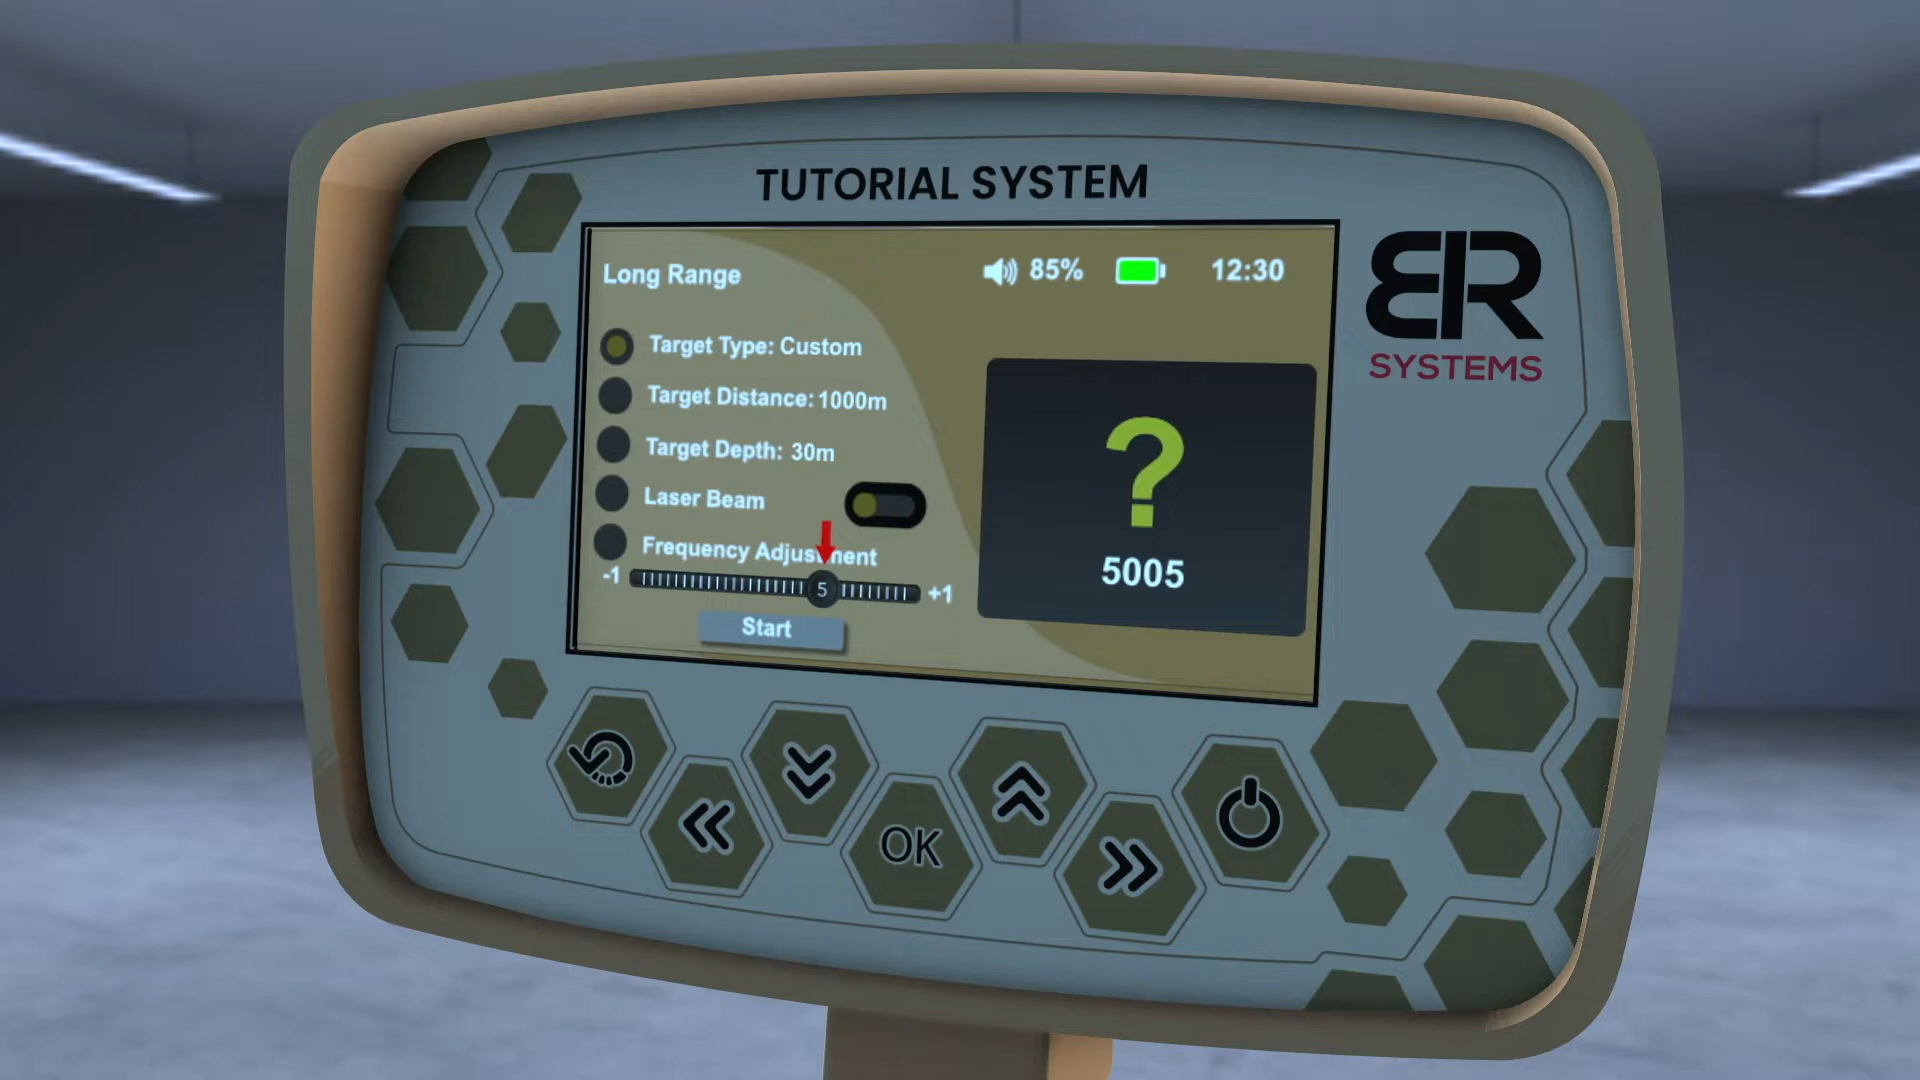 TUTORIAL SYSTEM
Long Range
85%
12:30
Target Type: Custom
Target Distance: 1000m
Target Depth: 30m
Laser Beam
Frequency Adjustment
-1
5
+1
Start
?
5005
ER
SYSTEMS
OK